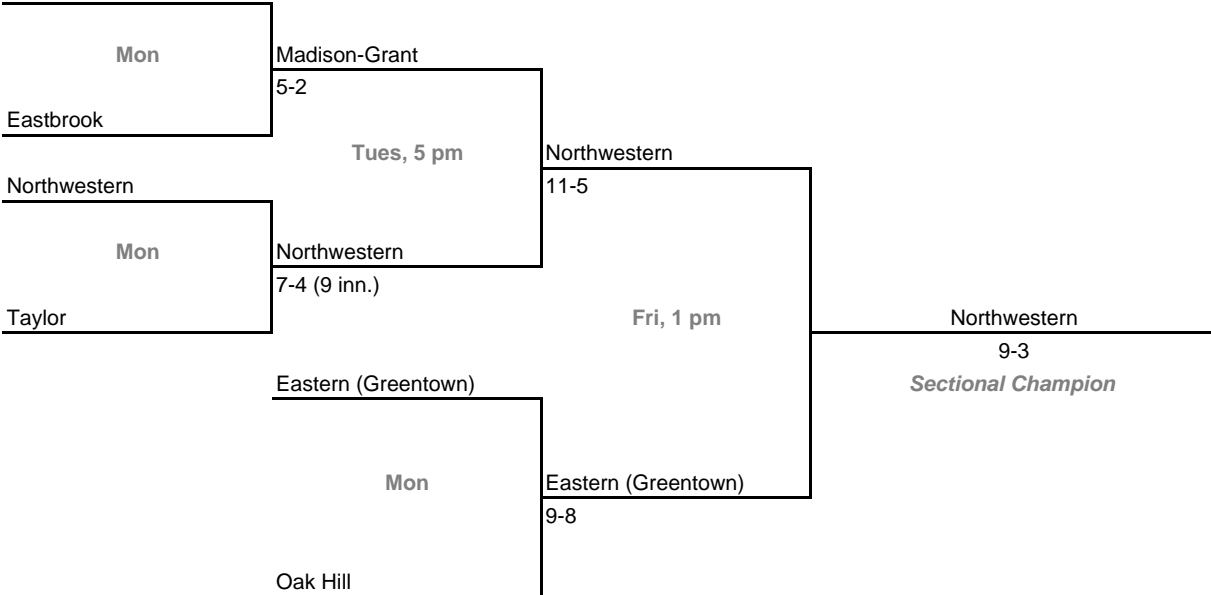 Mon
Madison-Grant
5-2
Eastbrook
Tues, 5 pm
Northwestern
Northwestern
11-5
Mon
Northwestern
7-4 (9 inn.)
Taylor
Fri, 1 pm
Northwestern
9-3
Eastern (Greentown)
Sectional Champion
Mon
Eastern (Greentown)
9-8
Oak Hill